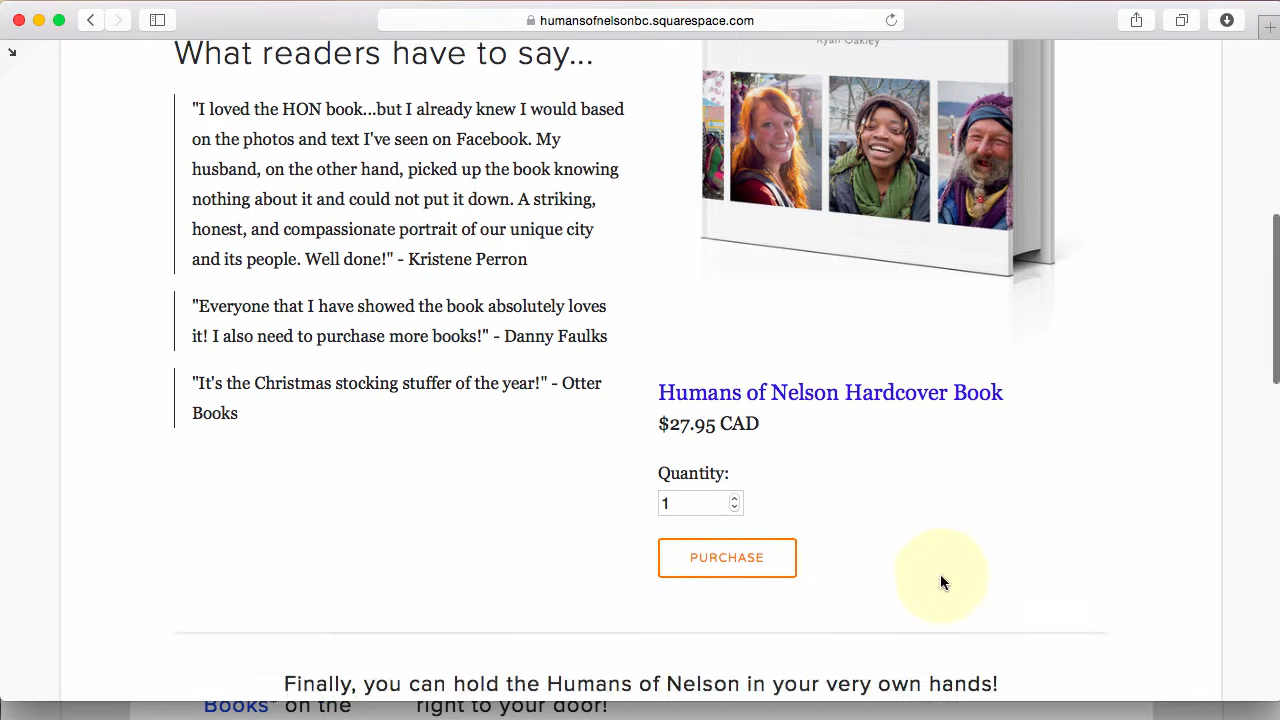 humansofnelsonbc.squarespace.com
What readers have to say...
"I loved the HON book...but I already knew I would based
on the photos and text I've seen on Facebook. My
husband, on the other hand, picked up the book knowing
nothing about it and could not put it down. A striking,
honest, and compassionate portrait of our unique city
and its people. Well done!" - Kristene Perron
"Everyone that I have showed the book absolutely loves
it! I also need to purchase more books!" - Danny Faulks
"It's the Christmas stocking stuffer of the year!" - Otter
Books
Ryan Oakley
Humans of Nelson Hardcover Book
$27.95 CAD
Quantity:
1
PURCHASE
Finally, you can hold the Humans of Nelson in your very own hands!
Books* on the
right to your door!